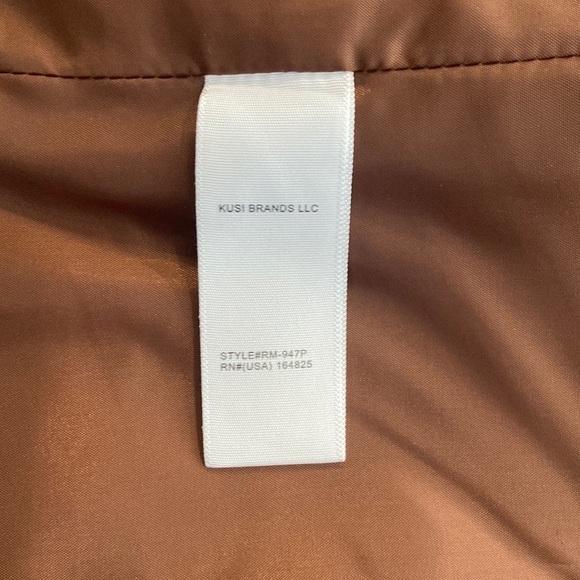 KUSI BRANDS LLC
STYLE#RM-947P
RN#(USA) 164825